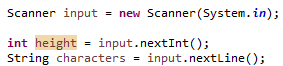 Scanner input = new Scanner(System.in);
int height = input.nextInt();
String characters = input.nextLine();